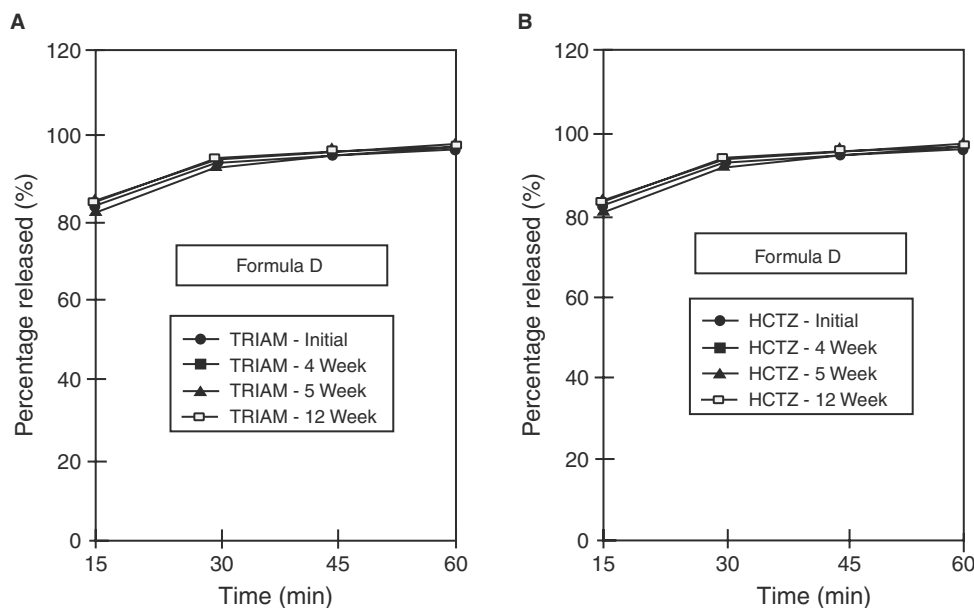 A
120
100
80
60
40
20
0
Percentage released (%)
Formula D
TRIAM - Initial
TRIAM - 4 Week
TRIAM - 5 Week
TRIAM - 12 Week
15 30 45 60
Time (min)
B
120
100
80
60
40
20
0
Percentage released (%)
Formula D
HCTZ - Initial
HCTZ - 4 Week
HCTZ - 5 Week
HCTZ - 12 Week
15 30 45 60
Time (min)